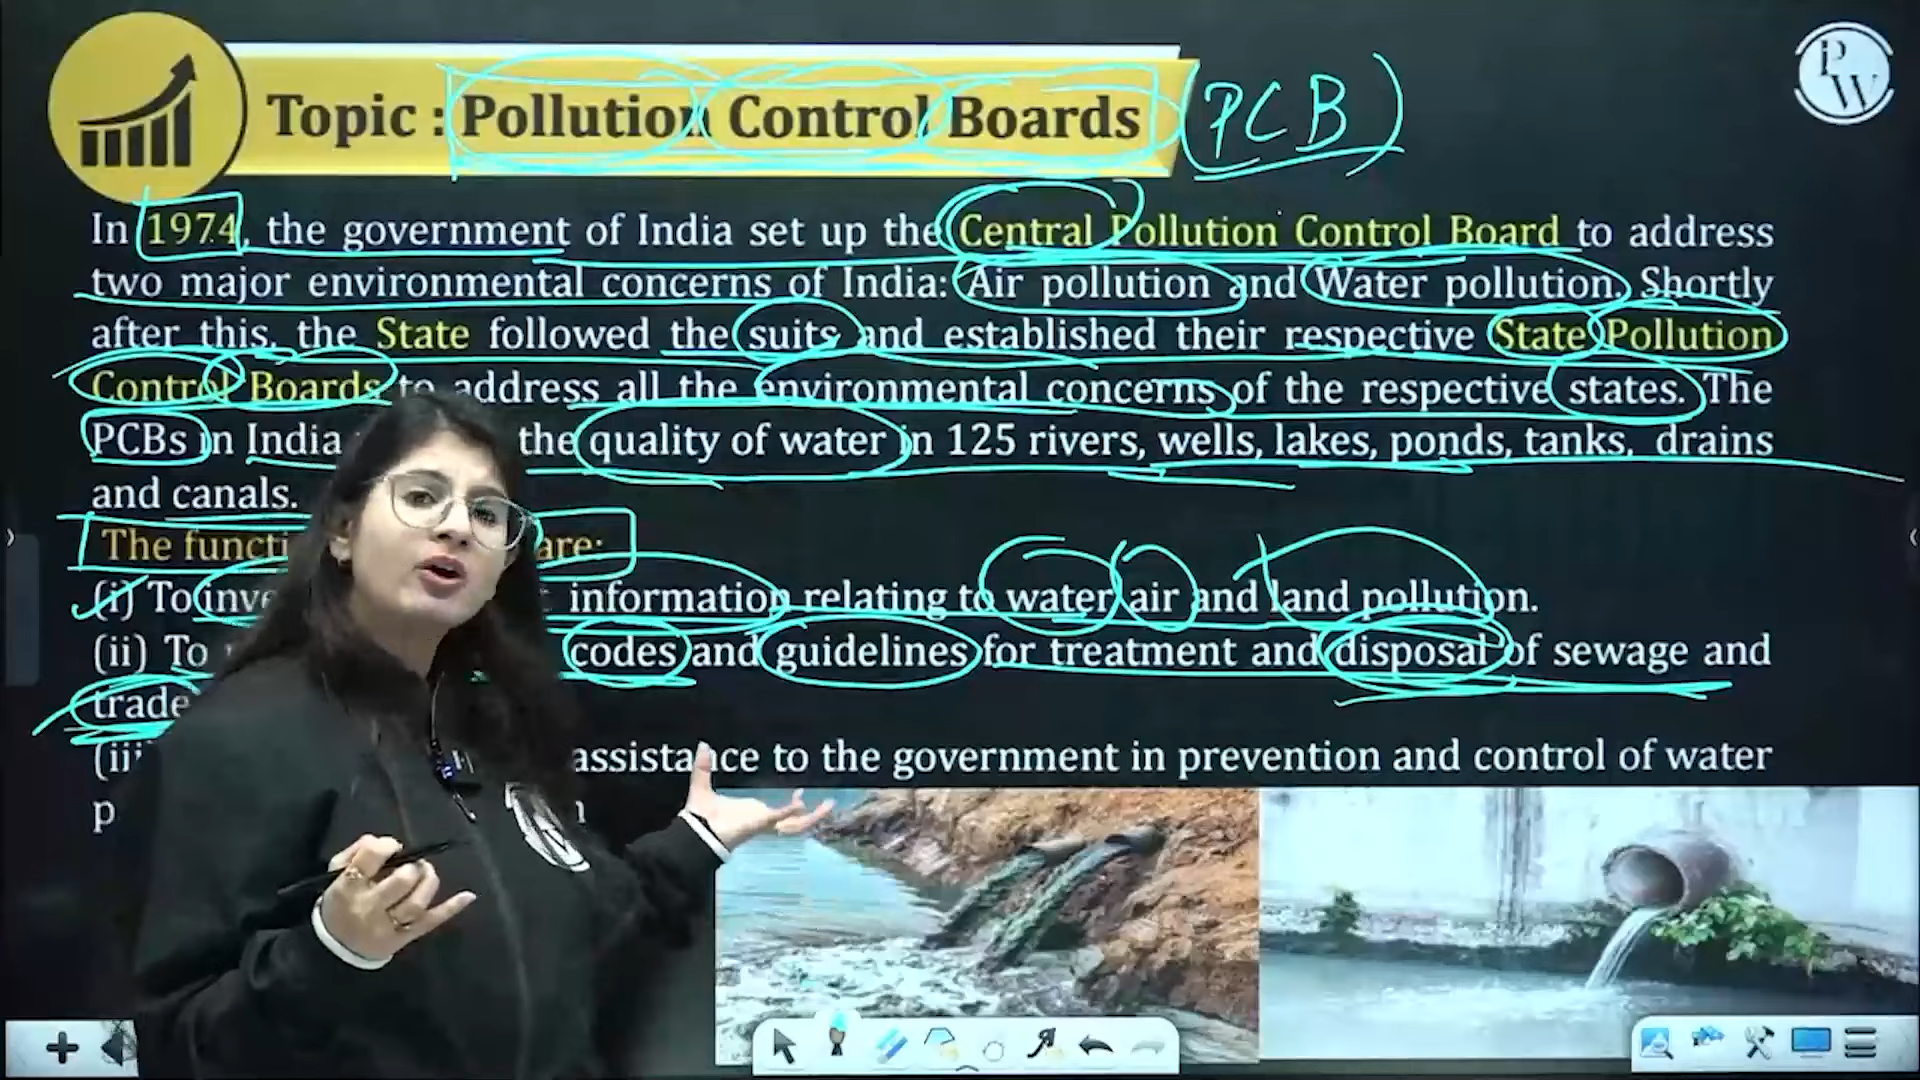 Topic : Pollution Control Boards (PCB)
PW
In 1974, the government of India set up the Central Pollution Control Board to address
two major environmental concerns of India: Air pollution and Water pollution. Shortly
after this, the State followed the suits and established their respective State Pollution
Control Boards to address all the environmental concerns of the respective states. The
PCBs in India the quality of water in 125 rivers, wells, lakes, ponds, tanks, drains
and canals.
The are:
(i) To information relating to water air and land pollution.
(ii) To codes and guidelines for treatment and disposal of sewage and
trade
assistance to the government in prevention and control of water